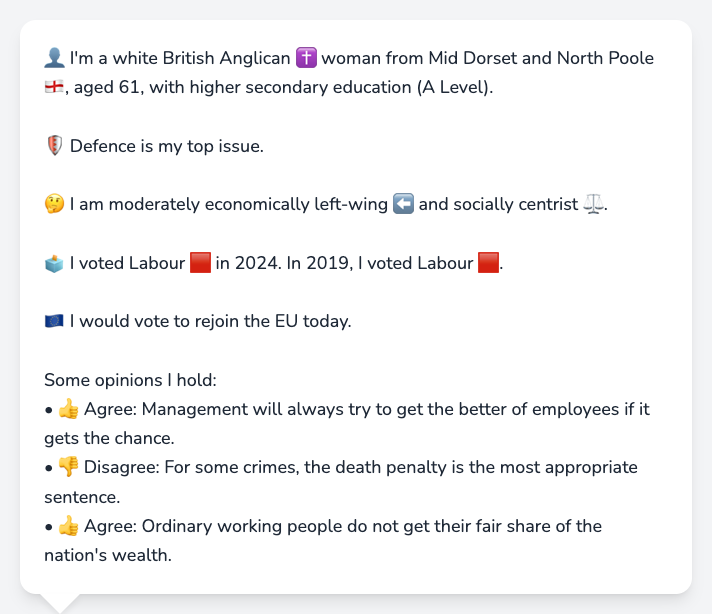 👤 I'm a white British Anglican ✝️ woman from Mid Dorset and North Poole
🏴󠁧󠁢󠁥󠁮󠁧󠁿, aged 61, with higher secondary education (A Level).
🛡️ Defence is my top issue.
🤔 I am moderately economically left-wing ⬅️ and socially centrist ⚖️.
🗳️ I voted Labour 🟥 in 2024. In 2019, I voted Labour 🟥.
🇪🇺 I would vote to rejoin the EU today.
Some opinions I hold:
• 👍 Agree: Management will always try to get the better of employees if it
gets the chance.
• 👎 Disagree: For some crimes, the death penalty is the most appropriate
sentence.
• 👍 Agree: Ordinary working people do not get their fair share of the
nation's wealth.